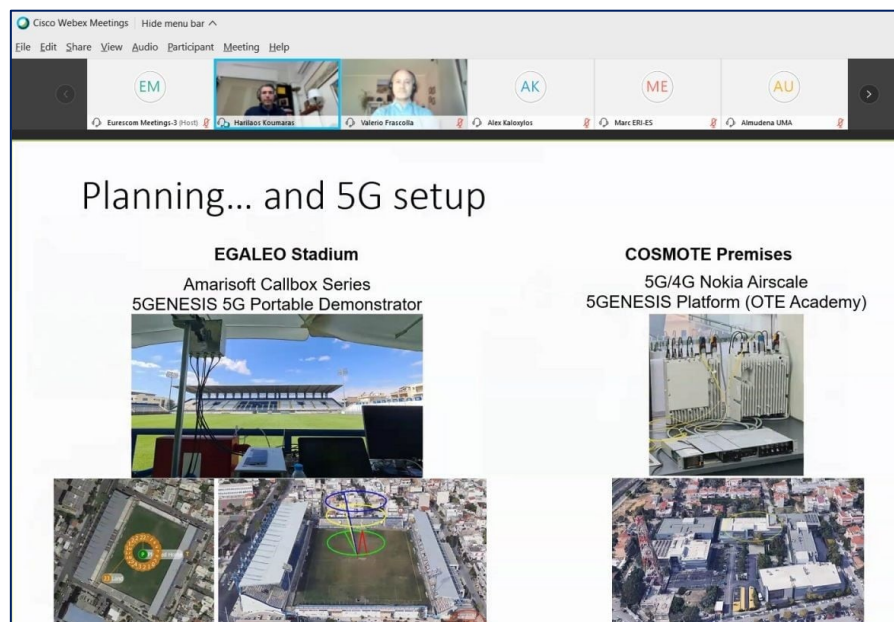 Cisco Webex Meetings Hide menu bar
File Edit Share View Audio Participant Meeting Help
EM AK ME AU
Eurescom Meetings-3 (Host) Harilaos Koumaras Valerio Frascolla Alex Kaloxylos Marc ERI-ES Almudena UMA
Planning... and 5G setup
EGALEO Stadium
Amarisoft Callbox Series
5GENESIS 5G Portable Demonstrator
COSMOTE Premises
5G/4G Nokia Airscale
5GENESIS Platform (OTE Academy)